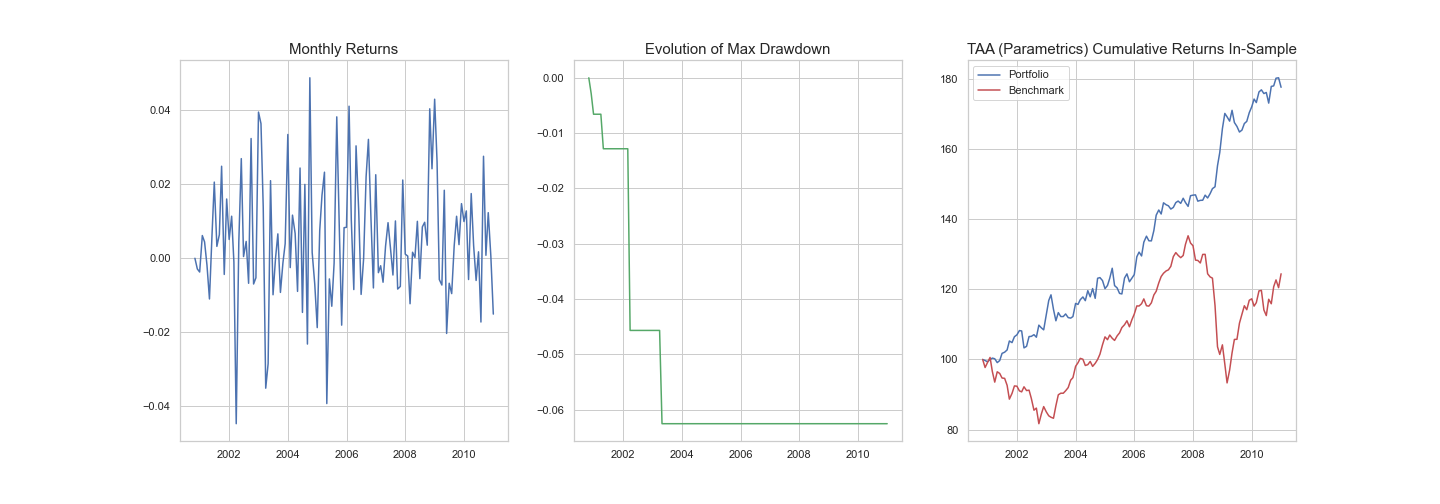 Monthly Returns
0.04
0.02
0.00
−0.02
−0.04
2002 2004 2006 2008 2010
Evolution of Max Drawdown
0.00
−0.01
−0.02
−0.03
−0.04
−0.05
−0.06
2002 2004 2006 2008 2010
TAA (Parametrics) Cumulative Returns In-Sample
Portfolio
Benchmark
180
160
140
120
100
80
2002 2004 2006 2008 2010